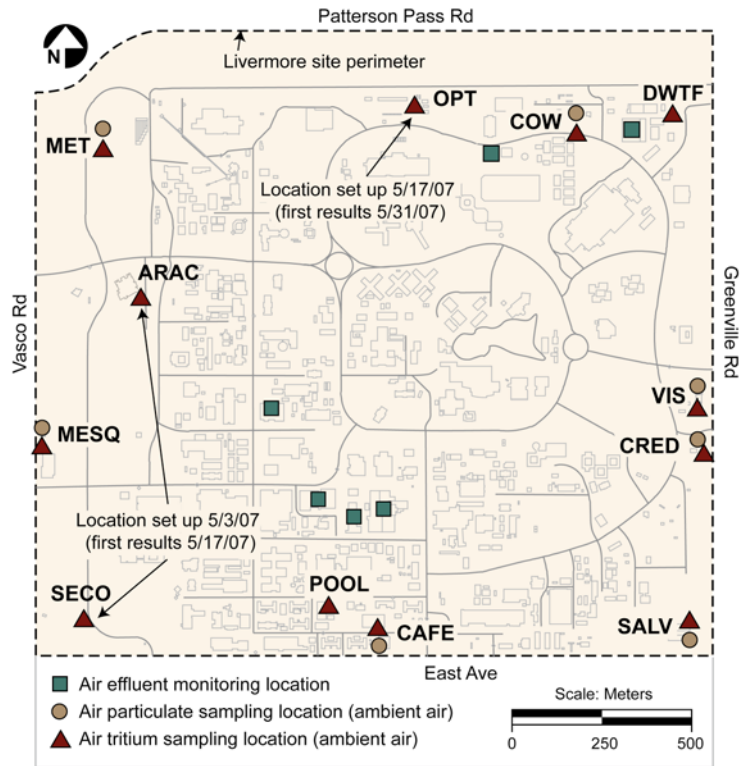 Patterson Pass Rd
N
Livermore site perimeter
OPT
DWTF
COW
MET
Location set up 5/17/07
(first results 5/31/07)
ARAC
Vasco Rd
Greenville Rd
VIS
MESQ
CRED
Location set up 5/3/07
(first results 5/17/07)
SECO
POOL
CAFE
SALV
East Ave
Air effluent monitoring location
Air particulate sampling location (ambient air)
Air tritium sampling location (ambient air)
Scale: Meters
0 250 500